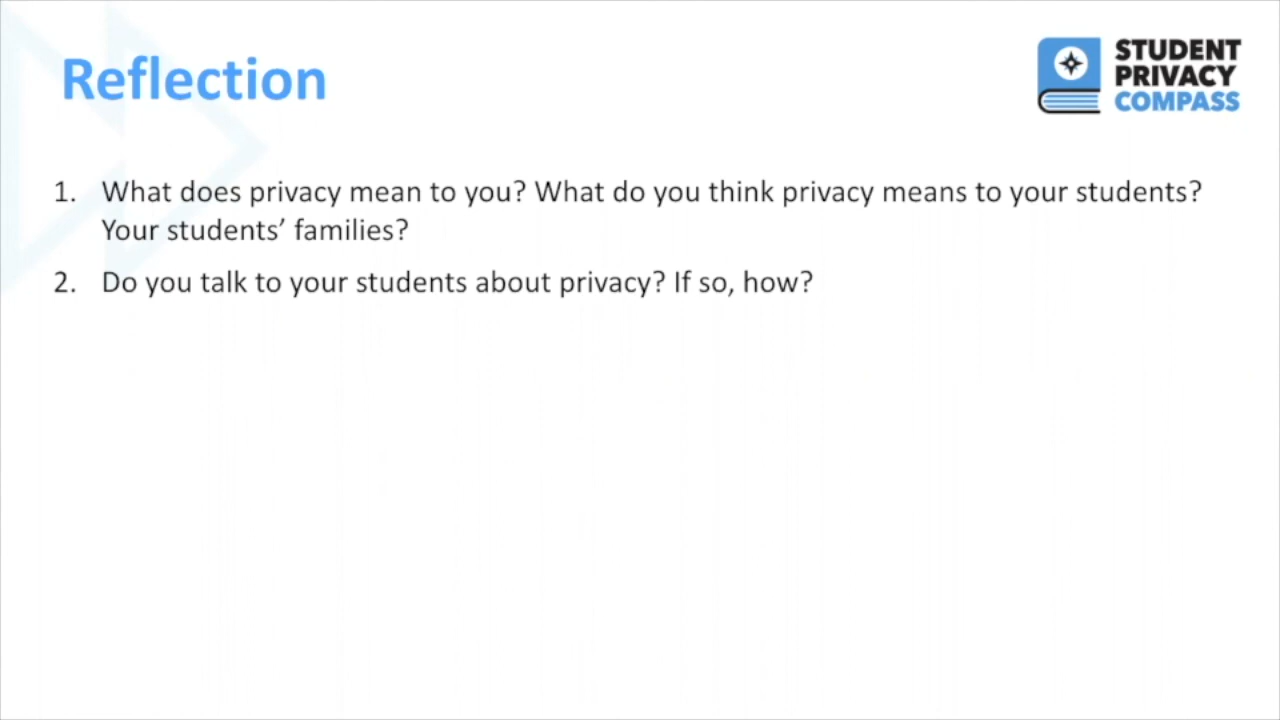 Reflection
STUDENT
PRIVACY
COMPASS
1. What does privacy mean to you? What do you think privacy means to your students?
Your students’ families?
2. Do you talk to your students about privacy? If so, how?